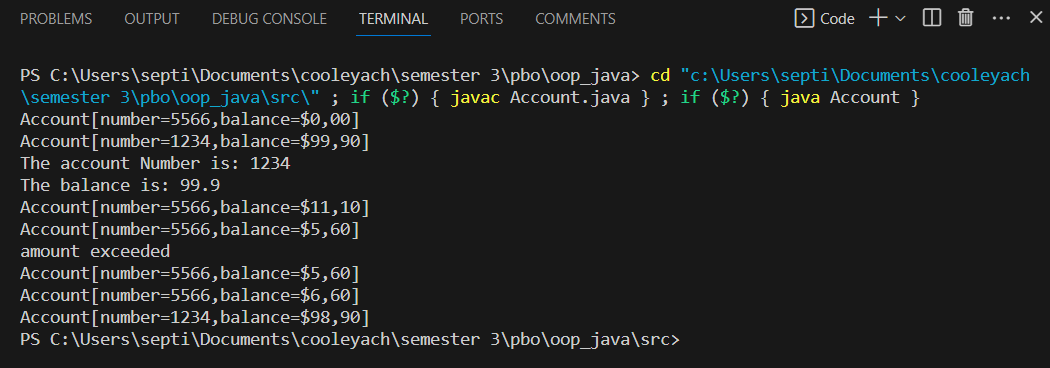 PROBLEMS OUTPUT DEBUG CONSOLE TERMINAL PORTS COMMENTS Code
PS C:\Users\septi\Documents\cooleyach\semester 3\pbo\oop_java> cd "c:\Users\septi\Documents\cooleyach
\semester 3\pbo\oop_java\src\" ; if ($?) { javac Account.java } ; if ($?) { java Account }
Account[number=5566,balance=$0,00]
Account[number=1234,balance=$99,90]
The account Number is: 1234
The balance is: 99.9
Account[number=5566,balance=$11,10]
Account[number=5566,balance=$5,60]
amount exceeded
Account[number=5566,balance=$5,60]
Account[number=5566,balance=$6,60]
Account[number=1234,balance=$98,90]
PS C:\Users\septi\Documents\cooleyach\semester 3\pbo\oop_java\src>